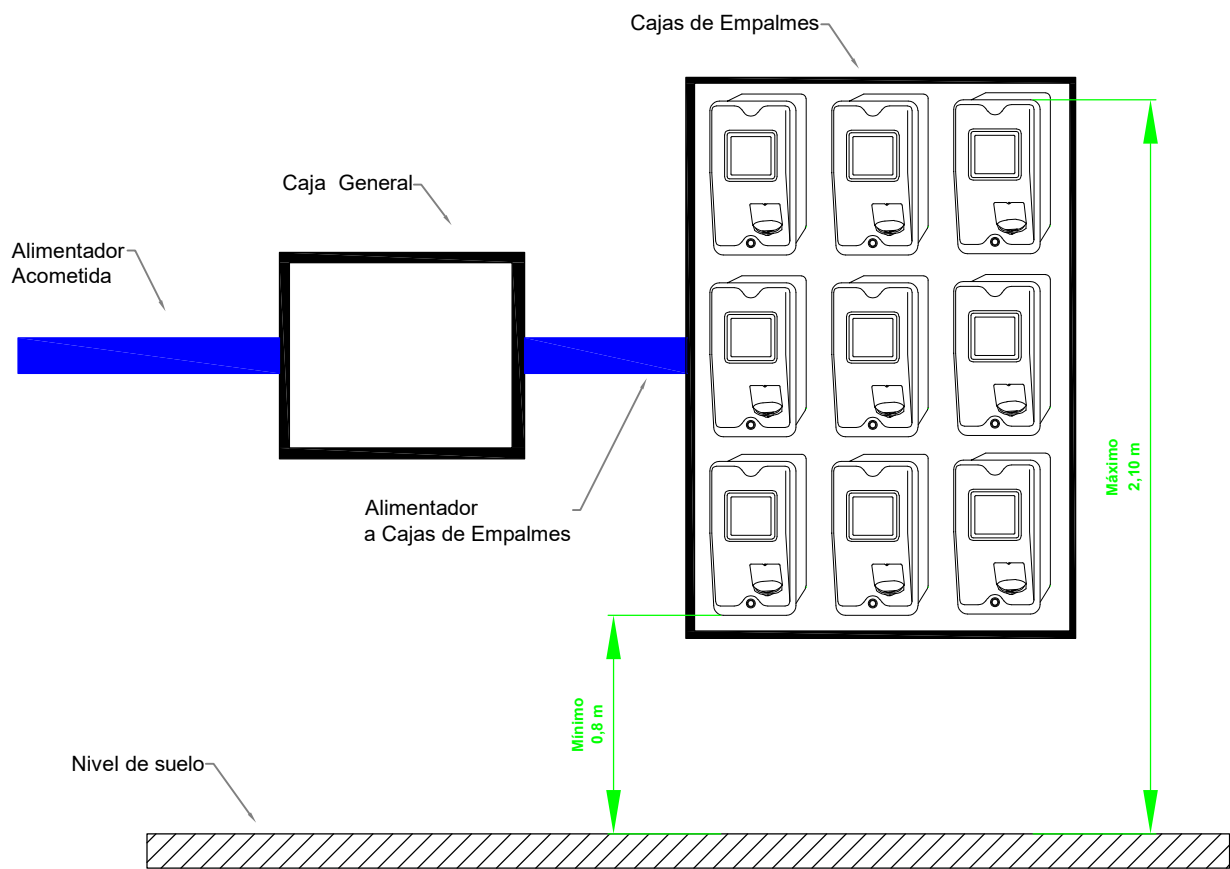 Cajas de Empalmes
Caja General
Alimentador
Acometida
Alimentador
a Cajas de Empalmes
Máximo
2,10 m
Mínimo
0,8 m
Nivel de suelo